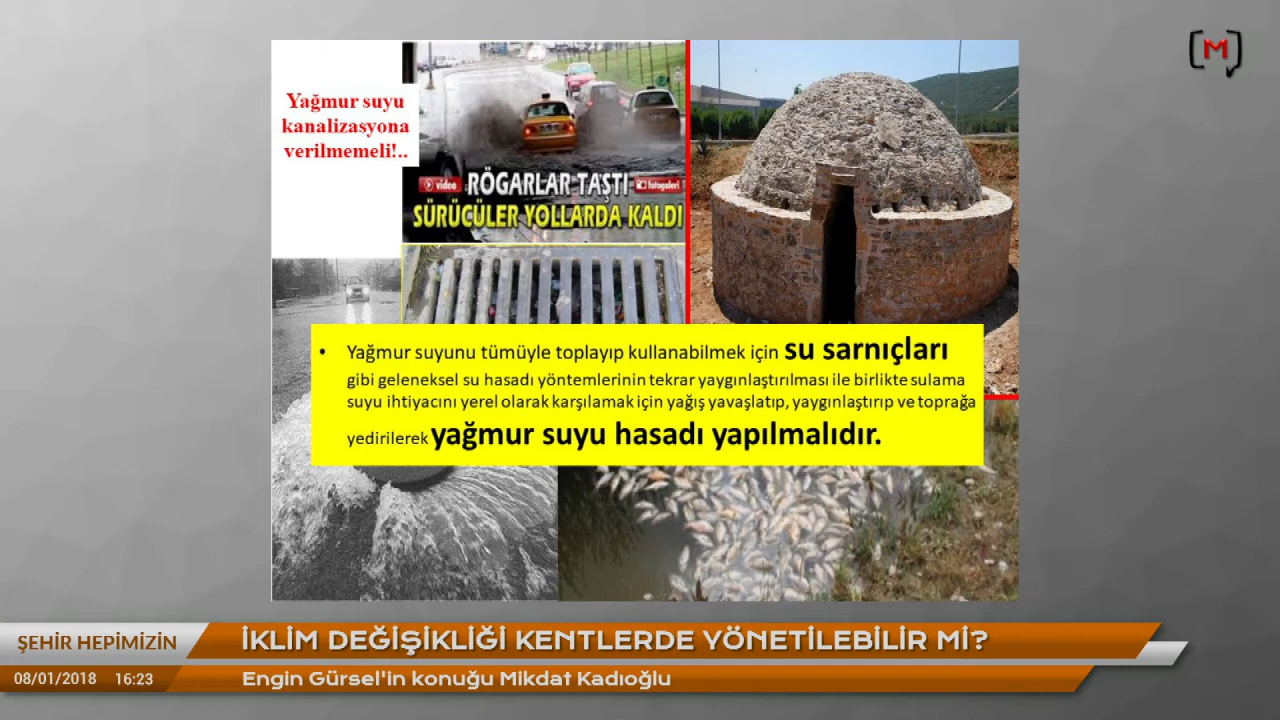 M
Yağmur suyu
kanalizasyona
verilmemeli!..
video RÖGARLAR TAŞTI fotogaleri
SÜRÜCÜLER YOLLARDA KALDI
• Yağmur suyunu tümüyle toplayıp kullanabilmek için su sarnıçları
gibi geleneksel su hasadı yöntemlerinin tekrar yaygınlaştırılması ile birlikte sulama
suyu ihtiyacını yerel olarak karşılamak için yağış yavaşlatıp, yaygınlaştırıp ve toprağa
yedirilerek yağmur suyu hasadı yapılmalıdır.
ŞEHİR HEPİMİZİN
İKLİM DEĞİŞİKLİĞİ KENTLERDE YÖNETİLEBİLİR Mİ?
08/01/2018 16:23
Engin Gürsel'in konuğu Mikdat Kadıoğlu